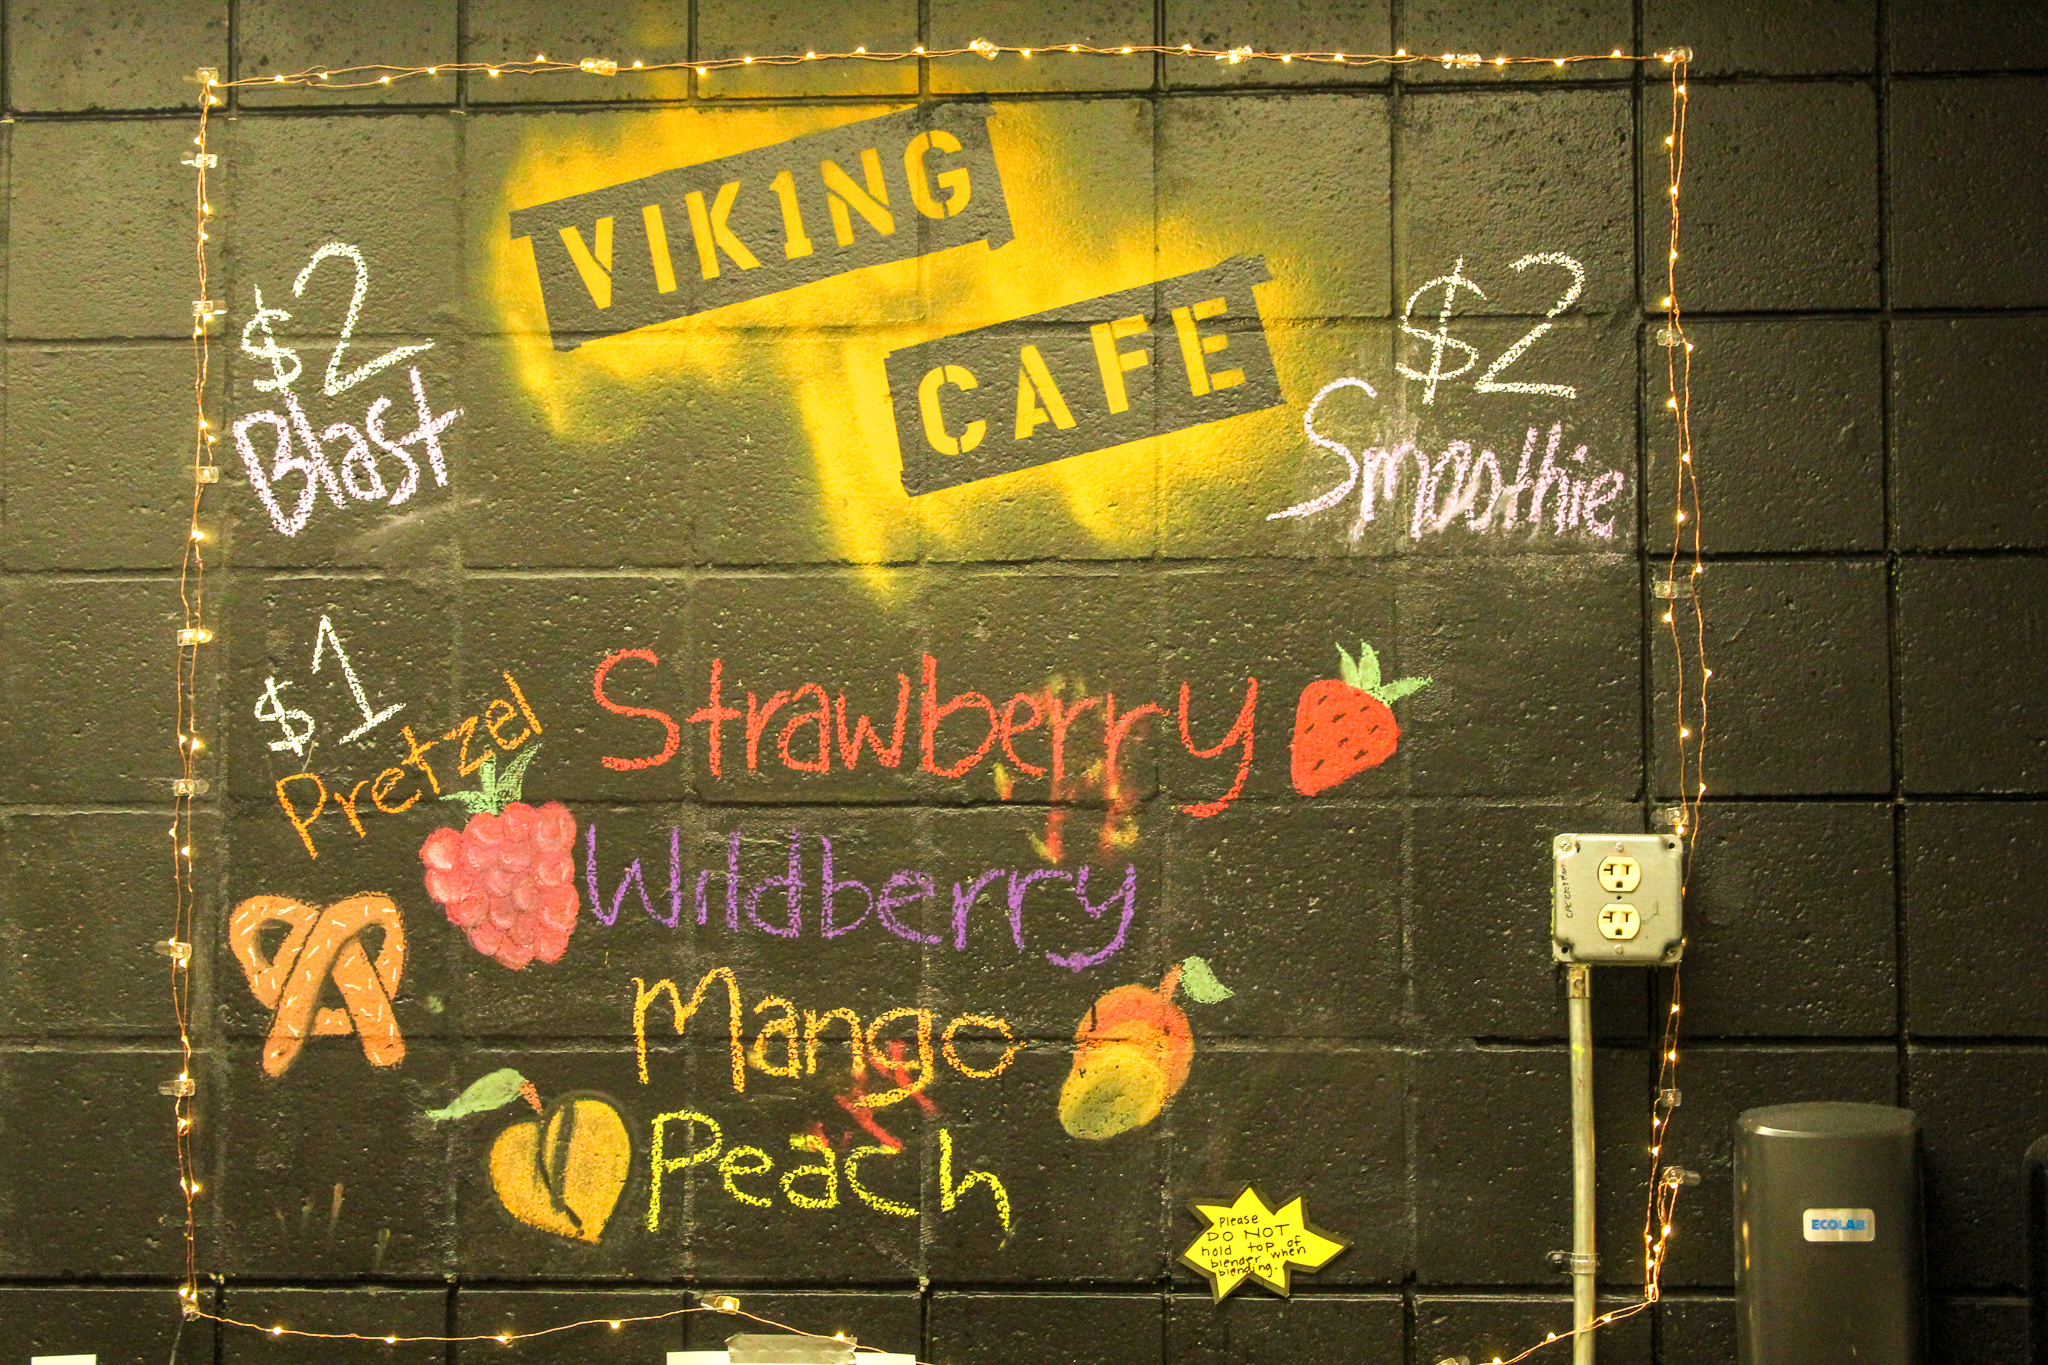 VIK1NG
CAFE
$2
Blast
$2
Smoothie
$1
Pretzel
Strawberry
Wildberry
Mango
Peach
Please
DO NOT
hold top of
blender when
blending.
ECOLAB